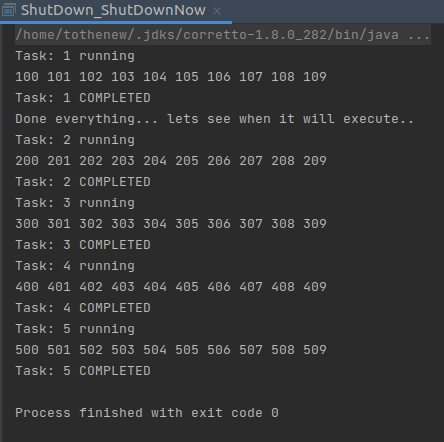 ShutDown_ShutDownNow
/home/tothenew/.jdks/corretto-1.8.0_282/bin/java ...
Task: 1 running
100 101 102 103 104 105 106 107 108 109
Task: 1 COMPLETED
Done everything... lets see when it will execute..
Task: 2 running
200 201 202 203 204 205 206 207 208 209
Task: 2 COMPLETED
Task: 3 running
300 301 302 303 304 305 306 307 308 309
Task: 3 COMPLETED
Task: 4 running
400 401 402 403 404 405 406 407 408 409
Task: 4 COMPLETED
Task: 5 running
500 501 502 503 504 505 506 507 508 509
Task: 5 COMPLETED
Process finished with exit code 0